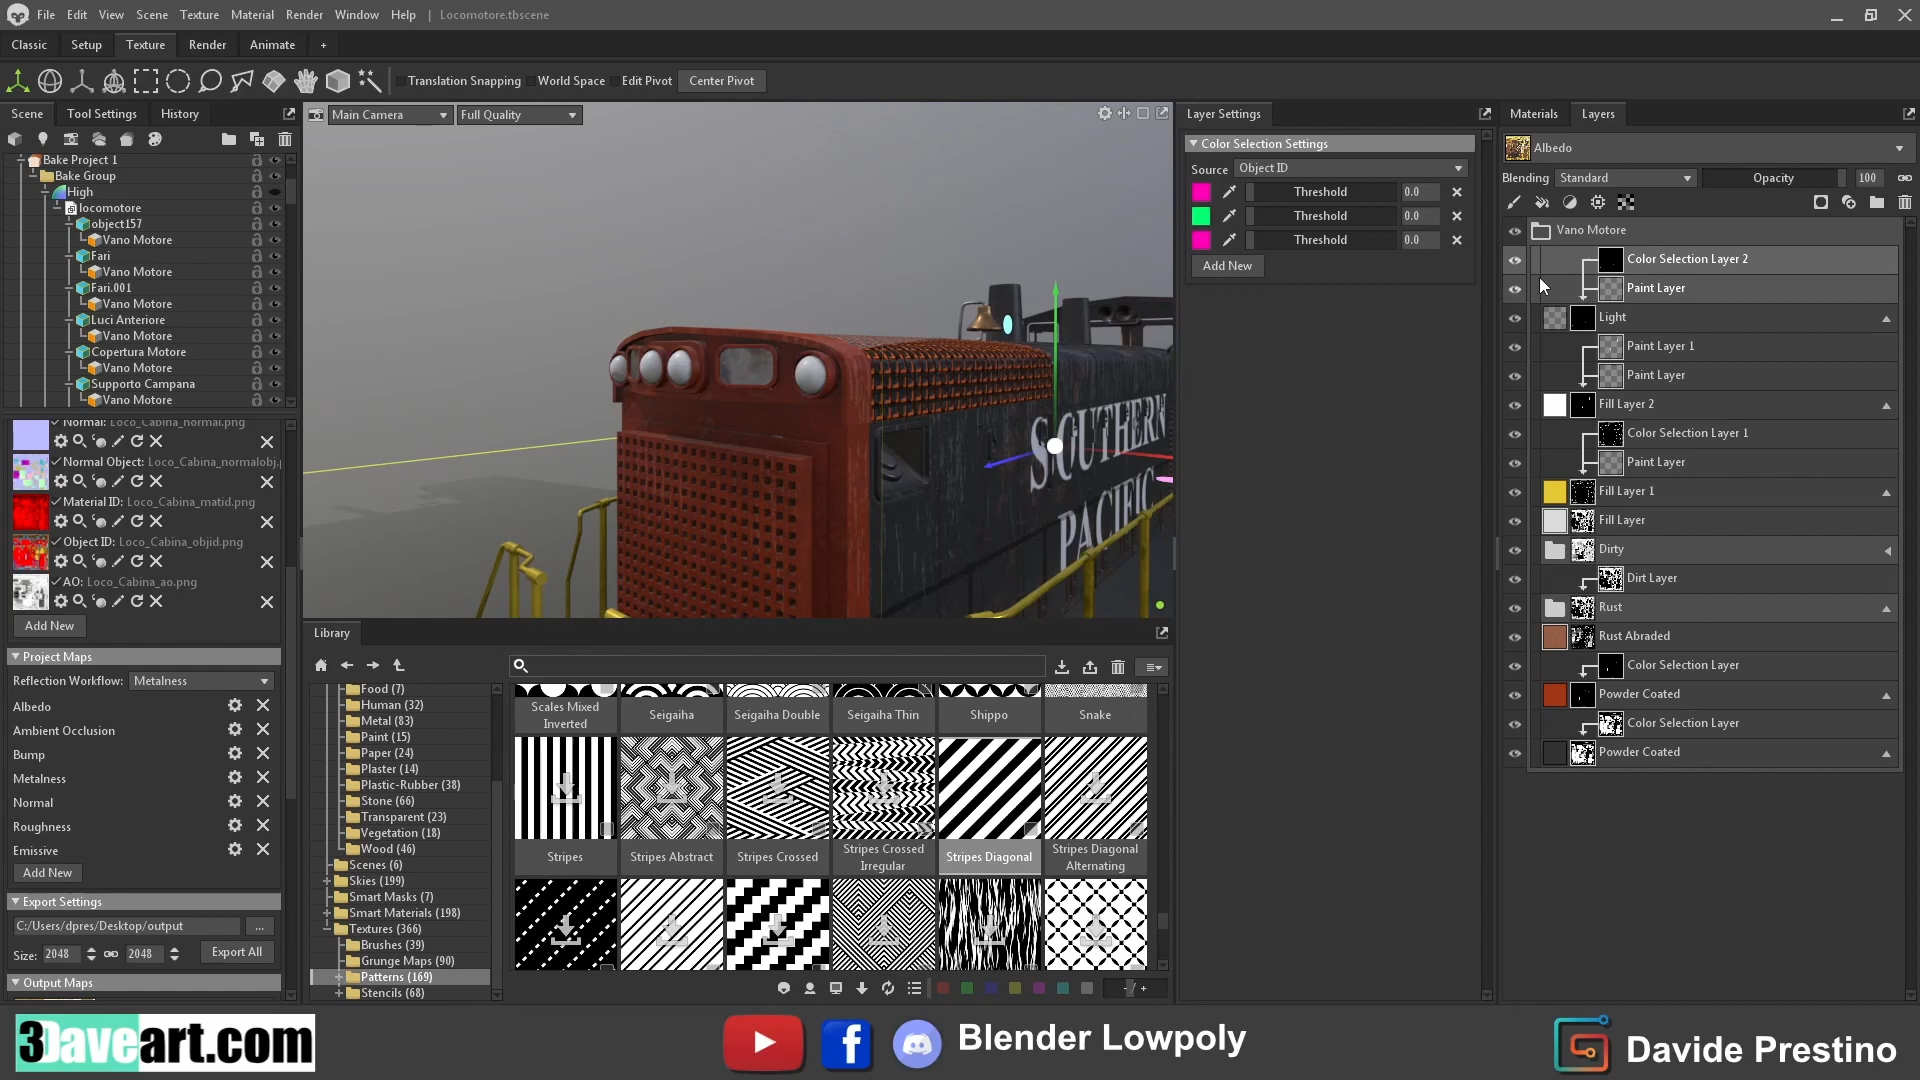 File Edit View Scene Texture Material Render Window Help | Locomotore.tbscene
Classic Setup Texture Render Animate +
Translation Snapping World Space Edit Pivot Center Pivot
Scene Tool Settings History
Bake Project 1
Bake Group
High
locomotore
object157
Vano Motore
Fari
Vano Motore
Fari.001
Vano Motore
Luci Anteriore
Vano Motore
Copertura Motore
Vano Motore
Supporto Campana
Vano Motore
Normal: Loco_Cabina_normal.png
Normal Object: Loco_Cabina_normalobj.p
Material ID: Loco_Cabina_matid.png
Object ID: Loco_Cabina_objid.png
AO: Loco_Cabina_ao.png
Add New
Project Maps
Reflection Workflow: Metalness
Albedo
Ambient Occlusion
Bump
Metalness
Normal
Roughness
Emissive
Add New
Export Settings
C:/Users/dpres/Desktop/output ...
Size: 2048 2048 Export All
Output Maps
Main Camera Full Quality
SOUTHERN
PACIFIC
Library
Food (7)
Human (32)
Metal (83)
Paint (15)
Paper (24)
Plaster (14)
Plastic-Rubber (38)
Stone (66)
Transparent (23)
Vegetation (18)
Wood (46)
Scenes (6)
Skies (199)
Smart Masks (7)
Smart Materials (198)
Textures (366)
Brushes (39)
Grunge Maps (90)
Patterns (169)
Stencils (68)
Scales Mixed Inverted
Seigaiha
Seigaiha Double
Seigaiha Thin
Shippo
Snake
Stripes
Stripes Abstract
Stripes Crossed
Stripes Crossed Irregular
Stripes Diagonal
Stripes Diagonal Alternating
Layer Settings
Color Selection Settings
Source Object ID
Threshold 0.0
Threshold 0.0
Threshold 0.0
Add New
Materials Layers
Albedo
Blending Standard Opacity 100
Vano Motore
Color Selection Layer 2
Paint Layer
Light
Paint Layer 1
Paint Layer
Fill Layer 2
Color Selection Layer 1
Paint Layer
Fill Layer 1
Fill Layer
Dirty
Dirt Layer
Rust
Rust Abraded
Color Selection Layer
Powder Coated
Color Selection Layer
Powder Coated
3Daveart.com
Blender Lowpoly
Davide Prestino